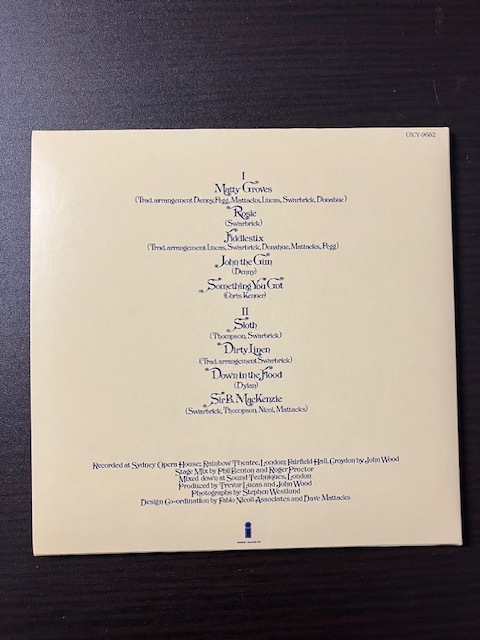 UICY-9682
I
Matty Groves
(Trad. arrangement Denny, Pegg, Mattacks, Lucas, Swarbrick, Donahue)
Rosie
(Swarbrick)
Fiddlestix
(Trad. arrangement Lucas, Swarbrick, Donahue, Mattacks, Pegg)
John the Gun
(Denny)
Something You Got
(Chris Kenner)
II
Sloth
(Thompson, Swarbrick)
Dirty Linen
(Trad. arrangement Swarbrick)
Down in the Flood
(Dylan)
Sir B. MacKenzie
(Swarbrick, Thompson, Nicol, Mattacks)
Recorded at Sydney Opera House; Rainbow Theatre, London; Fairfield Hall, Croydon by John Wood
Stage Mix by Phil Benton and Roger Proctor
Mixed down at Sound Techniques, London
Produced by Trevor Lucas and John Wood
Photographs by Stephen Westland
Design Co-ordination by Fabio Nicoli Associates and Dave Mattacks
i